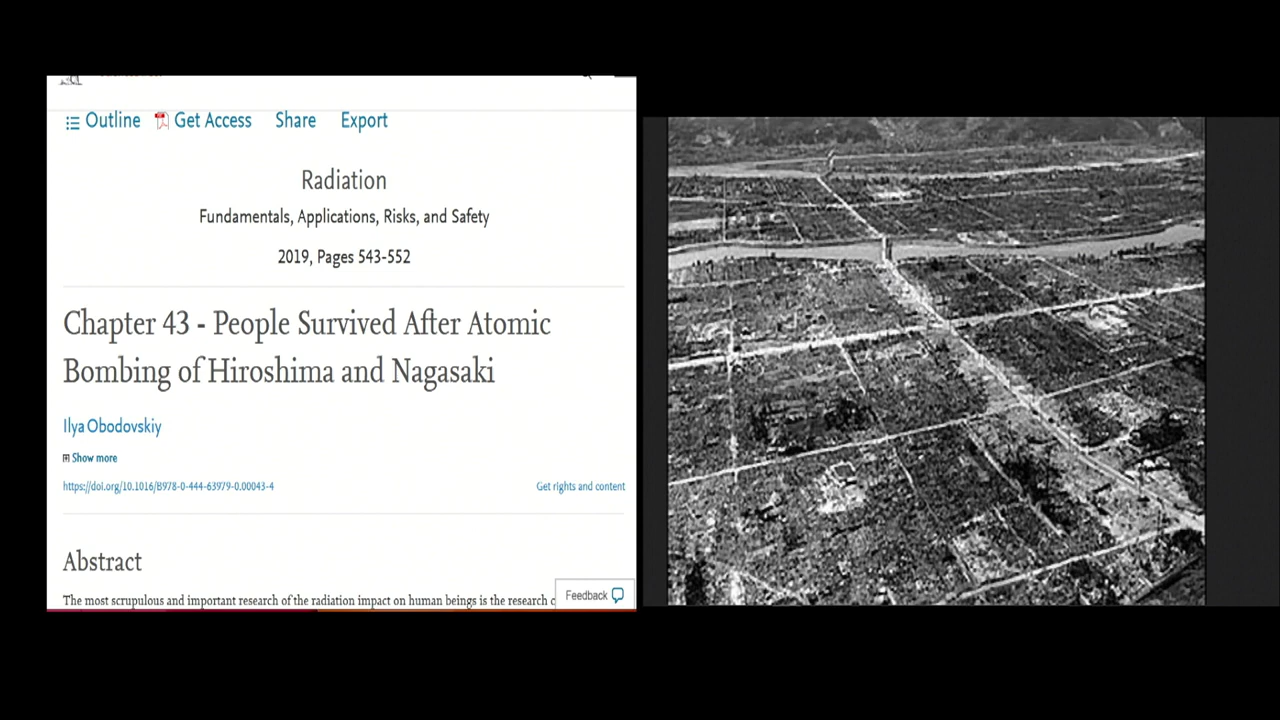 Outline Get Access Share Export
Radiation
Fundamentals, Applications, Risks, and Safety
2019, Pages 543-552
Chapter 43 - People Survived After Atomic
Bombing of Hiroshima and Nagasaki
Ilya Obodovskiy
Show more
https://doi.org/10.1016/B978-0-444-63979-0.00043-4 Get rights and content
Abstract
The most scrupulous and important research of the radiation impact on human beings is the research
Feedback